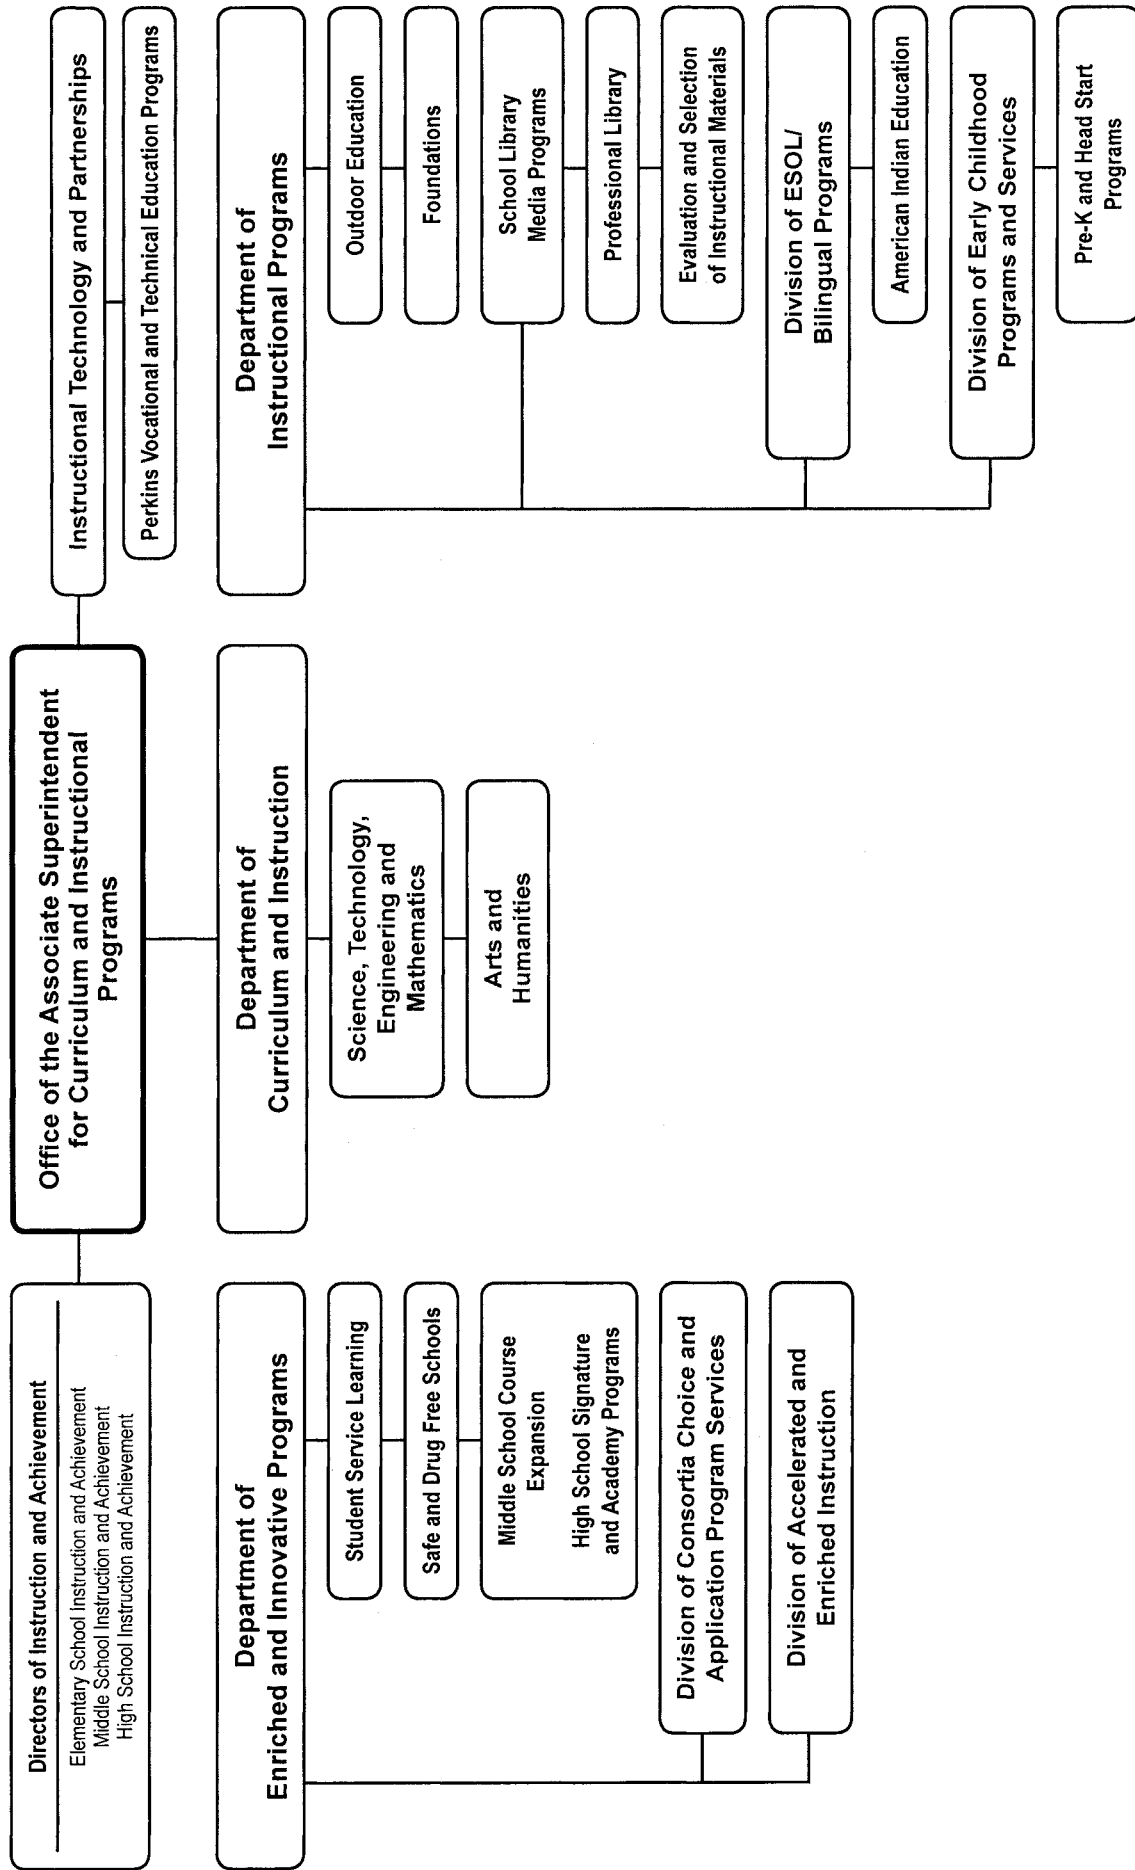 Directors of Instruction and Achievement
Elementary School Instruction and Achievement
Middle School Instruction and Achievement
High School Instruction and Achievement
Office of the Associate Superintendent
for Curriculum and Instructional
Programs
Instructional Technology and Partnerships
Perkins Vocational and Technical Education Programs
Department of
Enriched and Innovative Programs
Student Service Learning
Safe and Drug Free Schools
Middle School Course
Expansion
High School Signature
and Academy Programs
Division of Consortia Choice and
Application Program Services
Division of Accelerated and
Enriched Instruction
Department of
Curriculum and Instruction
Science, Technology,
Engineering and
Mathematics
Arts and
Humanities
Department of
Instructional Programs
Outdoor Education
Foundations
School Library
Media Programs
Professional Library
Evaluation and Selection
of Instructional Materials
Division of ESOL/
Bilingual Programs
American Indian Education
Division of Early Childhood
Programs and Services
Pre-K and Head Start
Programs